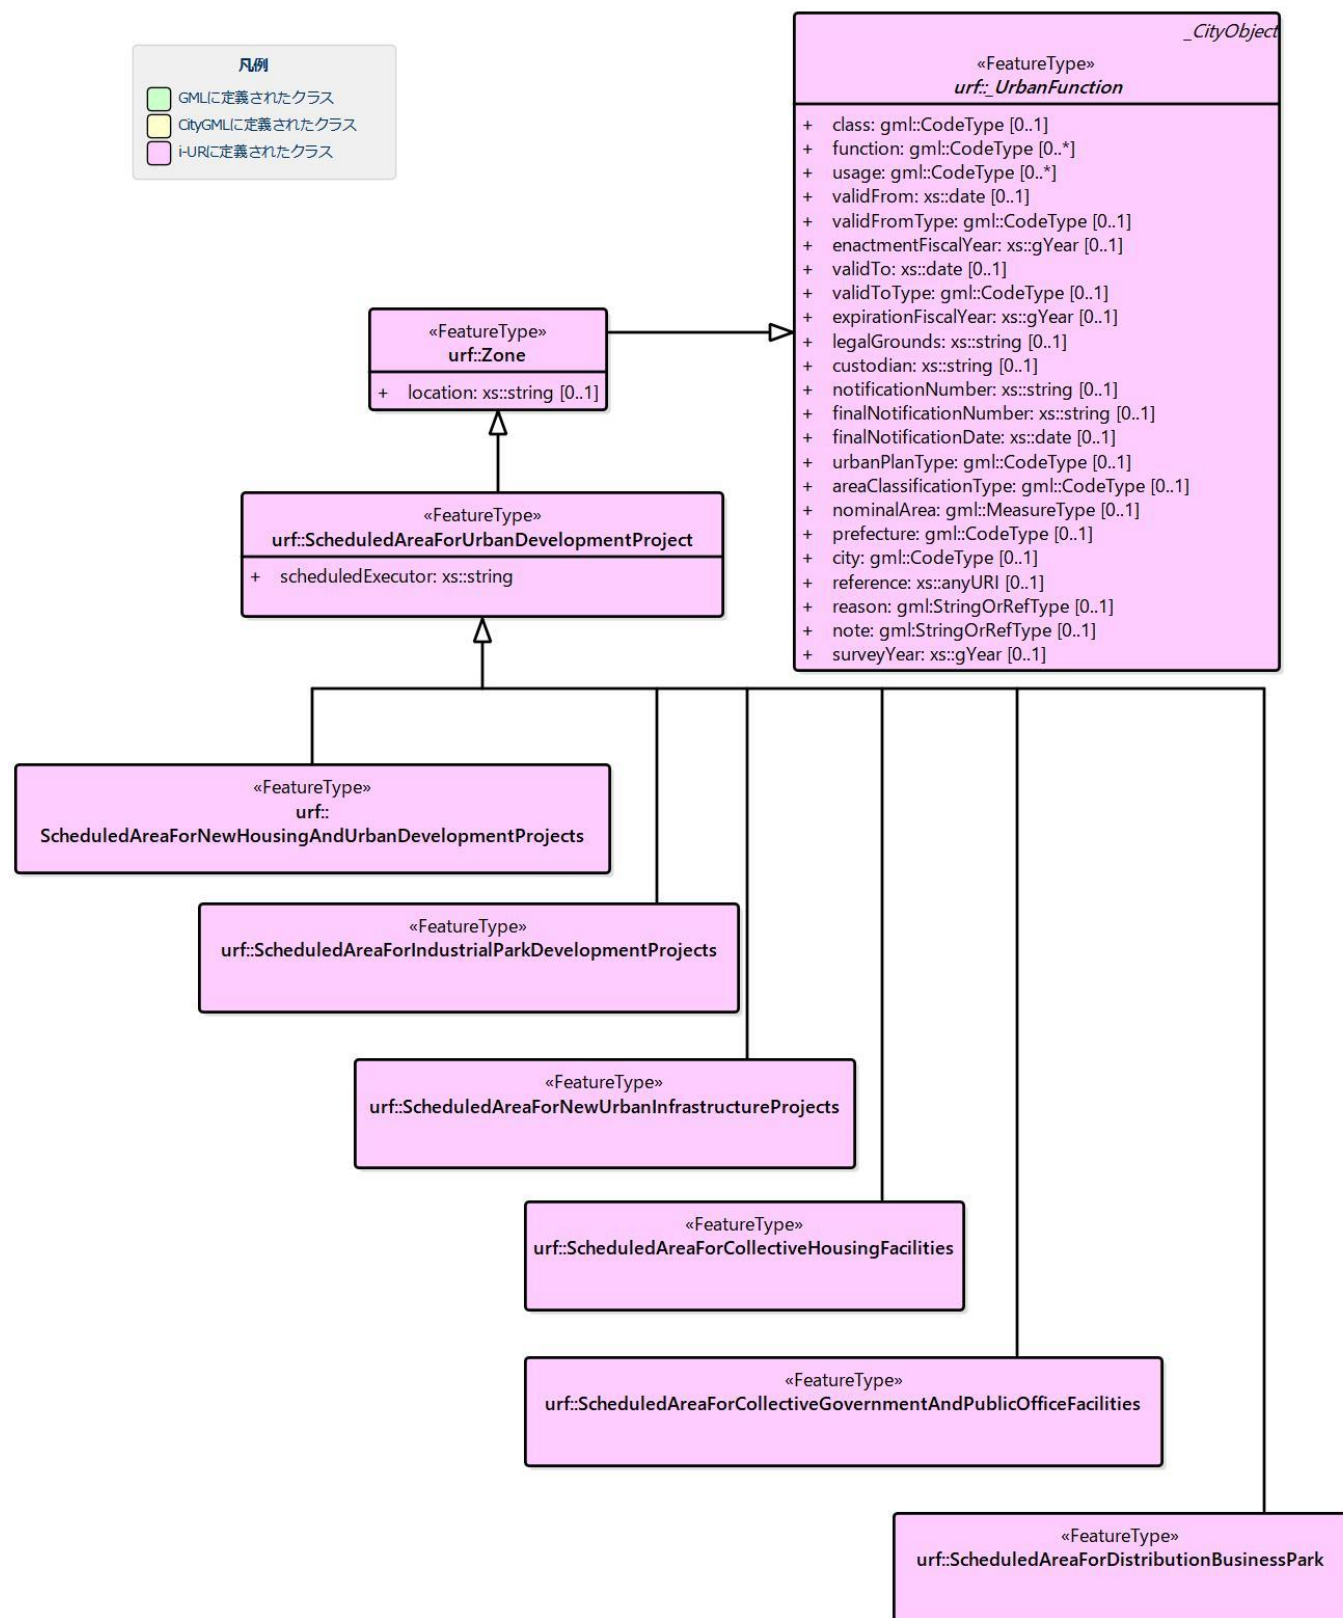 凡例
GMLに定義されたクラス
CityGMLに定義されたクラス
i-URに定義されたクラス
_CityObject
«FeatureType»
urf::_UrbanFunction
+ class: gml::CodeType [0..1]
+ function: gml::CodeType [0..*]
+ usage: gml::CodeType [0..*]
+ validFrom: xs::date [0..1]
+ validFromType: gml::CodeType [0..1]
+ enactmentFiscalYear: xs::gYear [0..1]
+ validTo: xs::date [0..1]
+ validToType: gml::CodeType [0..1]
+ expirationFiscalYear: xs::gYear [0..1]
+ legalGrounds: xs::string [0..1]
+ custodian: xs::string [0..1]
+ notificationNumber: xs::string [0..1]
+ finalNotificationNumber: xs::string [0..1]
+ finalNotificationDate: xs::date [0..1]
+ urbanPlanType: gml::CodeType [0..1]
+ areaClassificationType: gml::CodeType [0..1]
+ nominalArea: gml::MeasureType [0..1]
+ prefecture: gml::CodeType [0..1]
+ city: gml::CodeType [0..1]
+ reference: xs::anyURI [0..1]
+ reason: gml:StringOrRefType [0..1]
+ note: gml:StringOrRefType [0..1]
+ surveyYear: xs::gYear [0..1]
«FeatureType»
urf::Zone
+ location: xs::string [0..1]
«FeatureType»
urf::ScheduledAreaForUrbanDevelopmentProject
+ scheduledExecutor: xs::string
«FeatureType»
urf::
ScheduledAreaForNewHousingAndUrbanDevelopmentProjects
«FeatureType»
urf::ScheduledAreaForIndustrialParkDevelopmentProjects
«FeatureType»
urf::ScheduledAreaForNewUrbanInfrastructureProjects
«FeatureType»
urf::ScheduledAreaForCollectiveHousingFacilities
«FeatureType»
urf::ScheduledAreaForCollectiveGovernmentAndPublicOfficeFacilities
«FeatureType»
urf::ScheduledAreaForDistributionBusinessPark